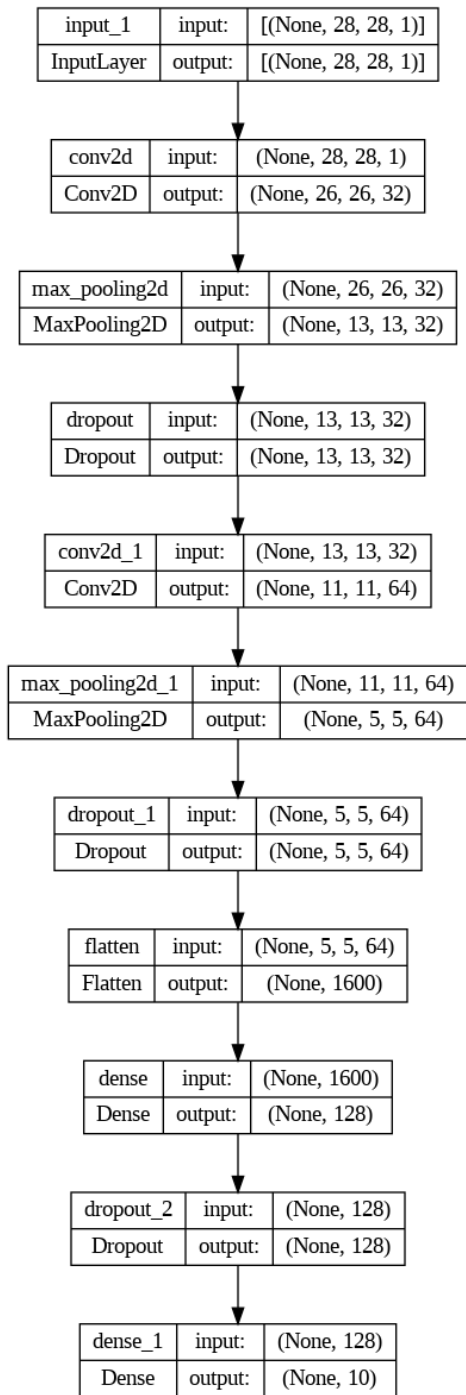 input_1 input: [(None, 28, 28, 1)]
InputLayer output: [(None, 28, 28, 1)]
conv2d input: (None, 28, 28, 1)
Conv2D output: (None, 26, 26, 32)
max_pooling2d input: (None, 26, 26, 32)
MaxPooling2D output: (None, 13, 13, 32)
dropout input: (None, 13, 13, 32)
Dropout output: (None, 13, 13, 32)
conv2d_1 input: (None, 13, 13, 32)
Conv2D output: (None, 11, 11, 64)
max_pooling2d_1 input: (None, 11, 11, 64)
MaxPooling2D output: (None, 5, 5, 64)
dropout_1 input: (None, 5, 5, 64)
Dropout output: (None, 5, 5, 64)
flatten input: (None, 5, 5, 64)
Flatten output: (None, 1600)
dense input: (None, 1600)
Dense output: (None, 128)
dropout_2 input: (None, 128)
Dropout output: (None, 128)
dense_1 input: (None, 128)
Dense output: (None, 10)